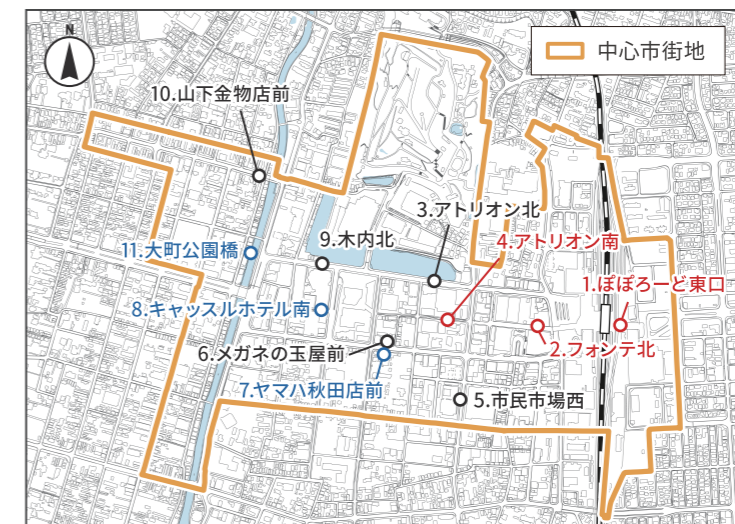 N
中心市街地
10.山下金物店前
3.アトリオン北
9.木内北
4.アトリオン南
11.大町公園橋
1.ぽぽろーど東口
8.キャッスルホテル南
6.メガネの玉屋前
2.フォンテ北
7.ヤマハ秋田店前
5.市民市場西